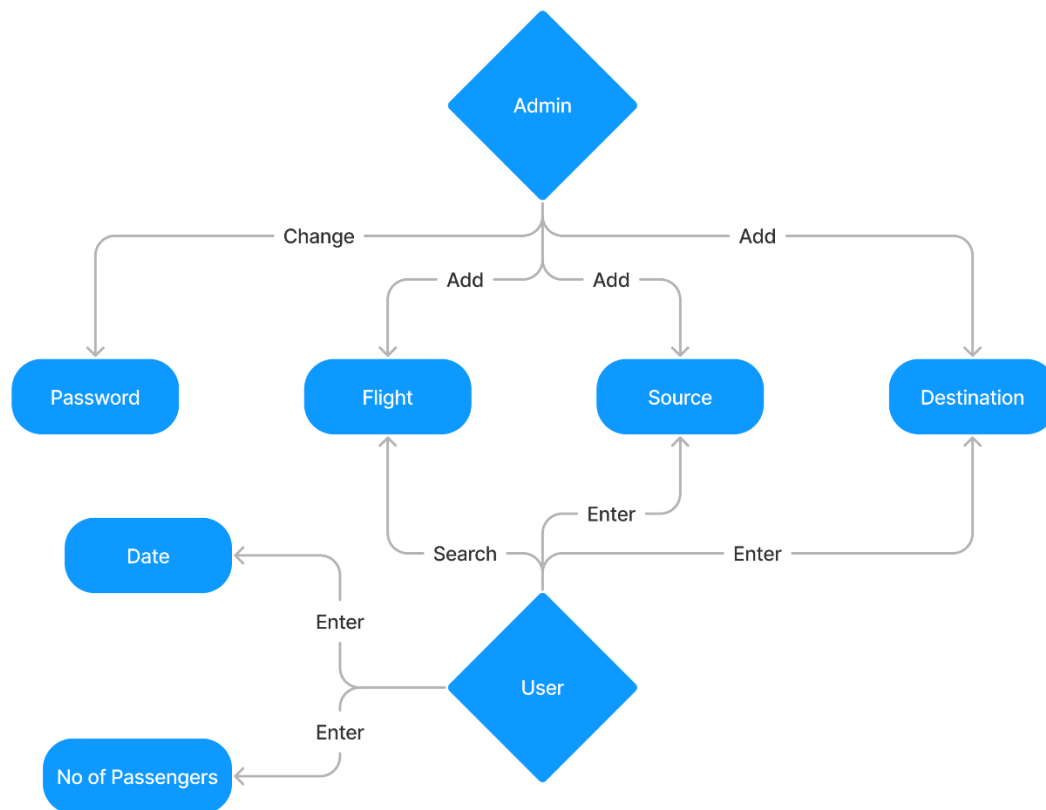 Admin
Change
Add
Add
Add
Password
Flight
Source
Destination
Enter
Search
Enter
Date
Enter
User
Enter
No of Passengers